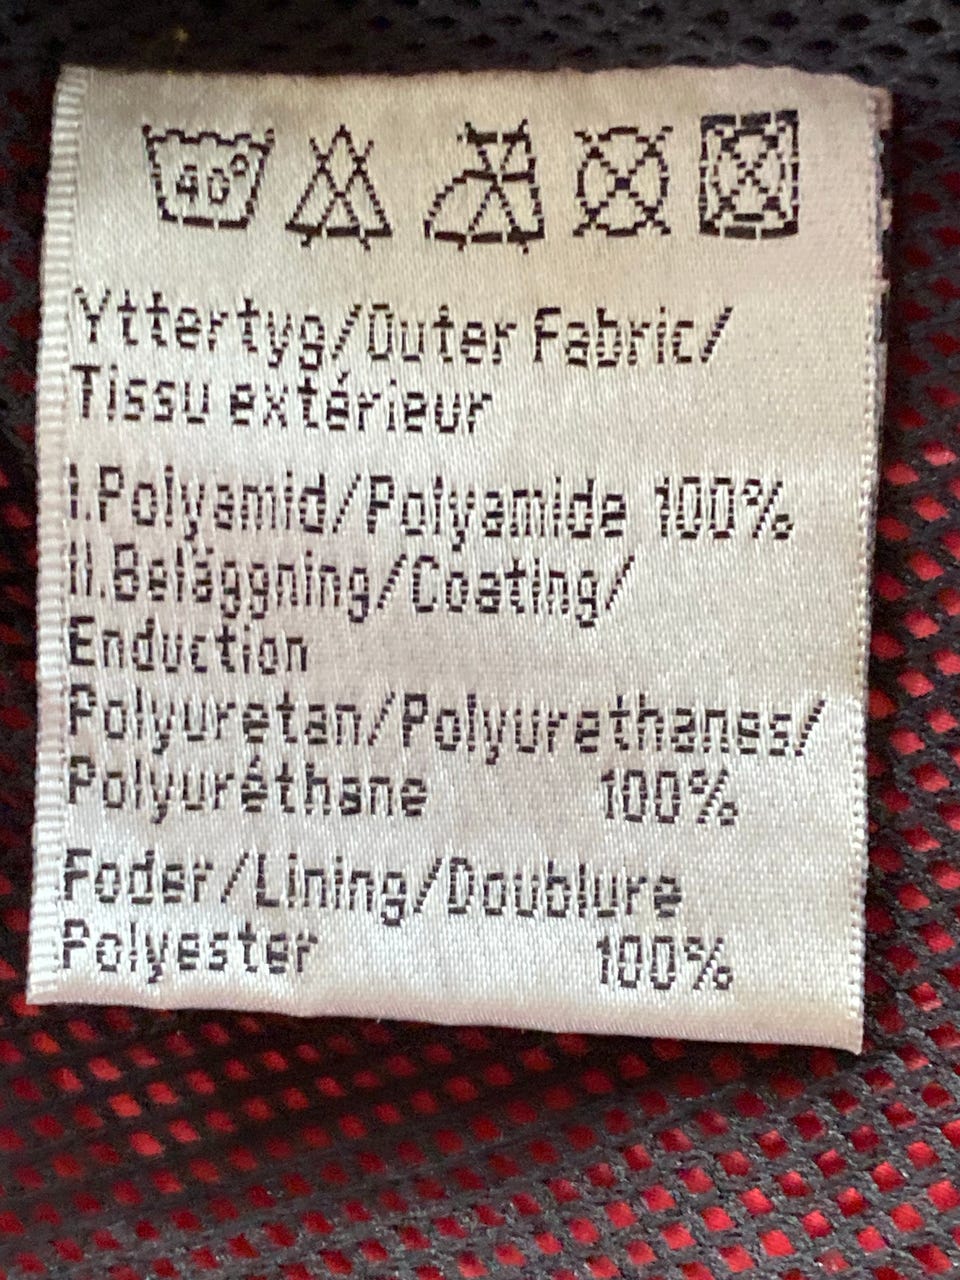 40°
Yttertyg/Outer Fabric/
Tissu extérieur
I.Polyamid/Polyamide 100%
II.Beläggning/Coating/
Enduction
Polyuretan/Polyurethanes/
Polyuréthane 100%
Foder/Lining/Doublure
Polyester 100%